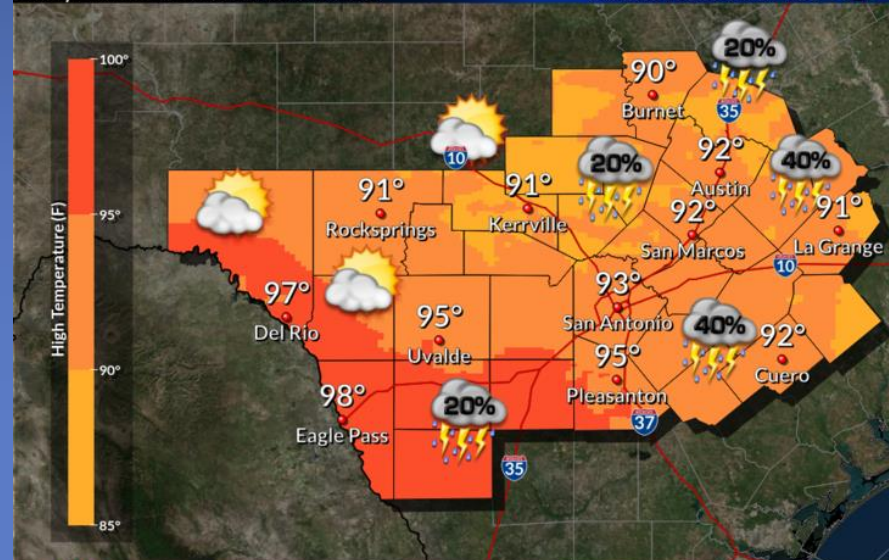 20%
90°
Burnet
35
100°
10
20%
92°
Austin
40%
91°
Rocksprings
91°
Kerrville
92°
San Marcos
91°
La Grange
95°
High Temperature (F)
10
97°
Del Rio
93°
San Antonio
95°
Uvalde
40%
92°
Cuero
95°
Pleasanton
90°
98°
Eagle Pass
20%
37
35
85°